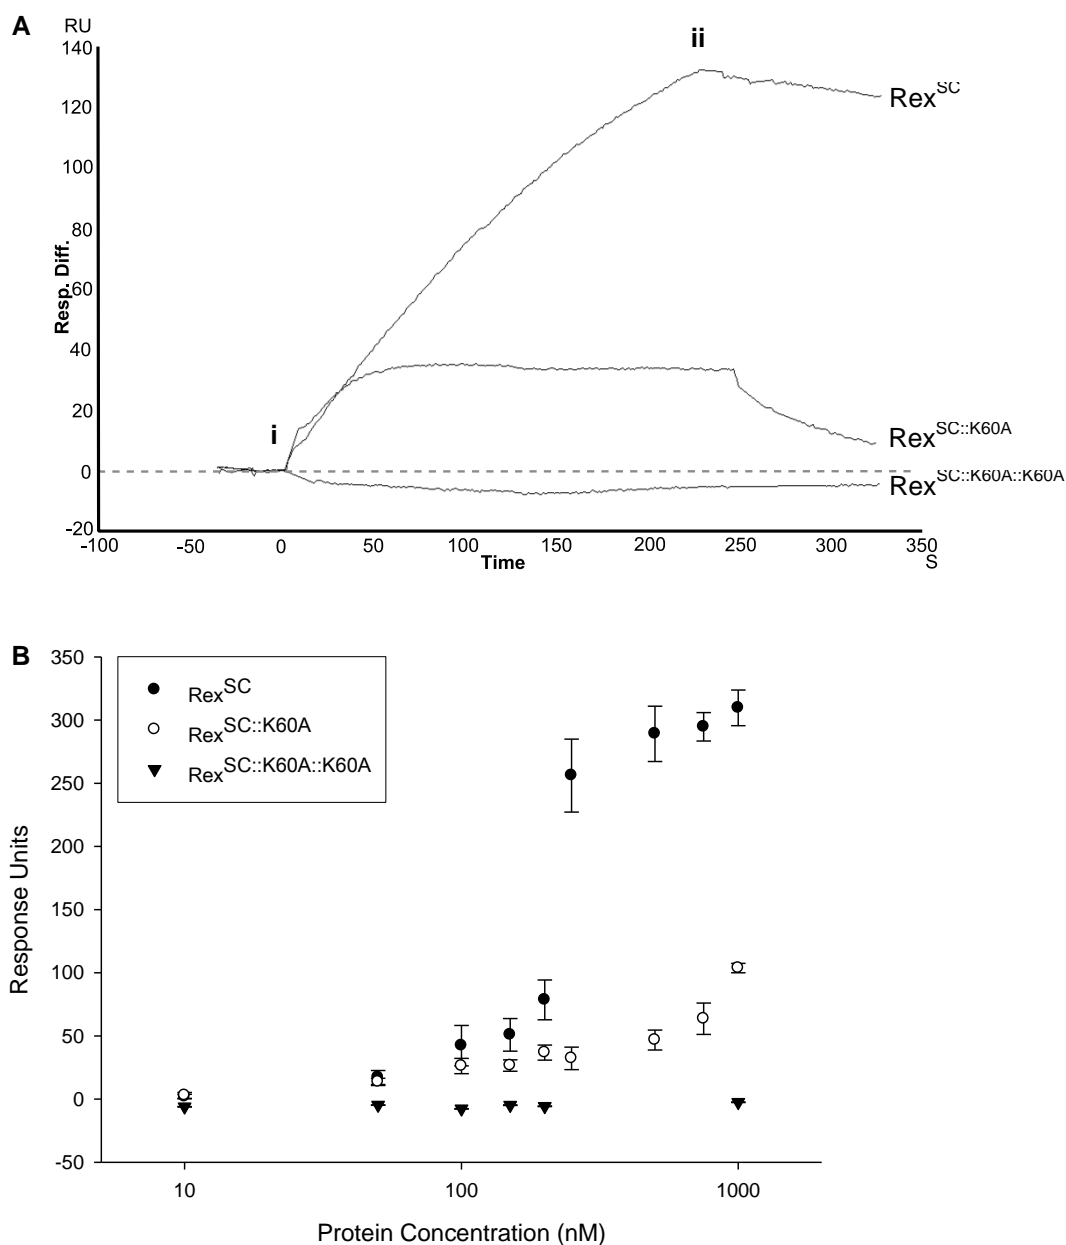 A
RU
140
120
100
80
60
40
20
0
-20
Resp. Diff.
i
ii
Rex^SC
Rex^SC::K60A
Rex^SC::K60A::K60A
-100 -50 0 50 100 150 200 250 300 350
Time
S
B
350
300
250
200
150
100
50
0
-50
Response Units
Rex^SC
Rex^SC::K60A
Rex^SC::K60A::K60A
10 100 1000
Protein Concentration (nM)